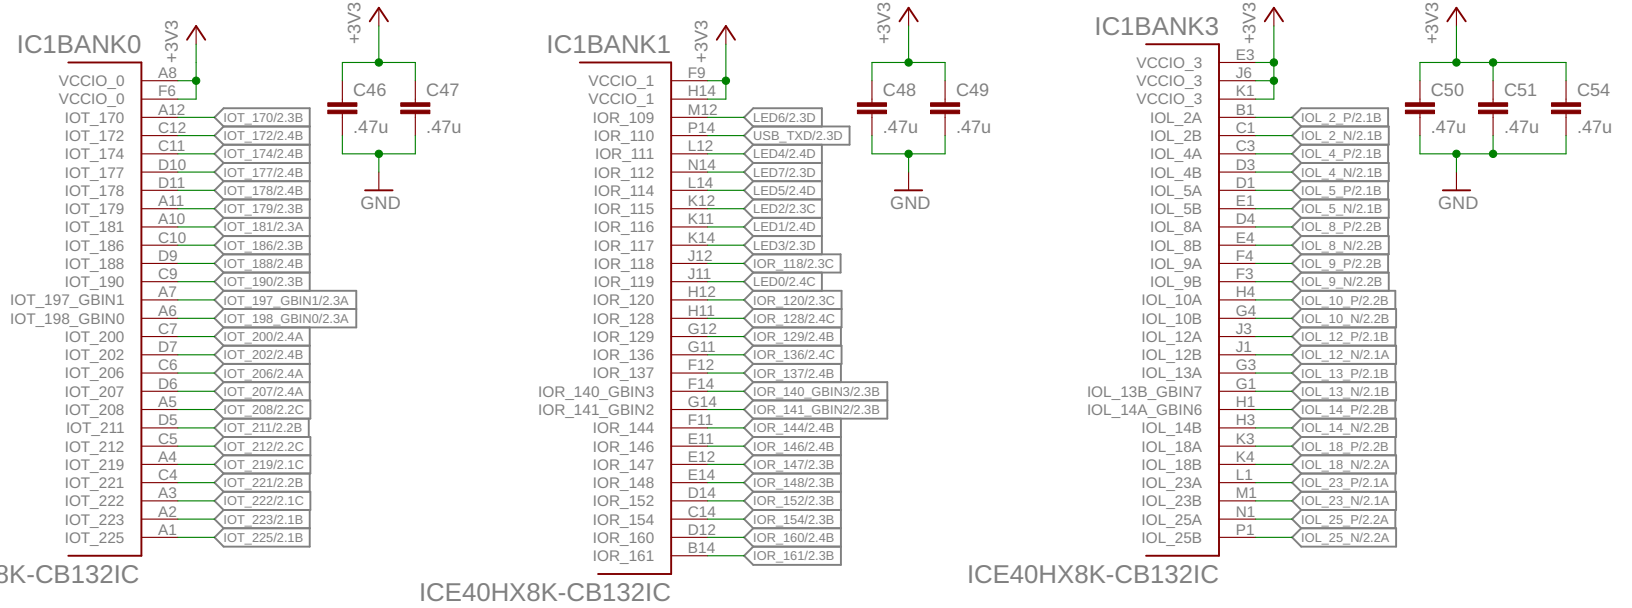 IC1BANK0
+3V3
VCCIO_0 A8
VCCIO_0 F6
IOT_170 A12 IOT_170/2.3B
IOT_172 C12 IOT_172/2.4B
IOT_174 C11 IOT_174/2.4B
IOT_177 D10 IOT_177/2.4B
IOT_178 D11 IOT_178/2.4B
IOT_179 A11 IOT_179/2.3B
IOT_181 A10 IOT_181/2.3A
IOT_186 C10 IOT_186/2.3B
IOT_188 D9 IOT_188/2.4B
IOT_190 C9 IOT_190/2.3B
IOT_197_GBIN1 A7 IOT_197_GBIN1/2.3A
IOT_198_GBIN0 A6 IOT_198_GBIN0/2.3A
IOT_200 C7 IOT_200/2.4A
IOT_202 D7 IOT_202/2.4B
IOT_206 C6 IOT_206/2.4A
IOT_207 D6 IOT_207/2.4A
IOT_208 A5 IOT_208/2.2C
IOT_211 D5 IOT_211/2.2B
IOT_212 C5 IOT_212/2.2C
IOT_219 A4 IOT_219/2.1C
IOT_221 C4 IOT_221/2.2B
IOT_222 A3 IOT_222/2.1C
IOT_223 A2 IOT_223/2.1B
IOT_225 A1 IOT_225/2.1B
8K-CB132IC
+3V3
C46 C47
.47u .47u
GND
IC1BANK1
+3V3
VCCIO_1 F9
VCCIO_1 H14
IOR_109 M12 LED6/2.3D
IOR_110 P14 USB_TXD/2.3D
IOR_111 L12 LED4/2.4D
IOR_112 N14 LED7/2.3D
IOR_114 L14 LED5/2.4D
IOR_115 K12 LED2/2.3C
IOR_116 K11 LED1/2.4D
IOR_117 K14 LED3/2.3D
IOR_118 J12 IOR_118/2.3C
IOR_119 J11 LED0/2.4C
IOR_120 H12 IOR_120/2.3C
IOR_128 H11 IOR_128/2.4C
IOR_129 G12 IOR_129/2.4B
IOR_136 G11 IOR_136/2.4C
IOR_137 F12 IOR_137/2.4B
IOR_140_GBIN3 F14 IOR_140_GBIN3/2.3B
IOR_141_GBIN2 G14 IOR_141_GBIN2/2.3B
IOR_144 F11 IOR_144/2.4B
IOR_146 E11 IOR_146/2.4B
IOR_147 E12 IOR_147/2.3B
IOR_148 E14 IOR_148/2.3B
IOR_152 D14 IOR_152/2.3B
IOR_154 C14 IOR_154/2.3B
IOR_160 D12 IOR_160/2.4B
IOR_161 B14 IOR_161/2.3B
ICE40HX8K-CB132IC
+3V3
C48 C49
.47u .47u
GND
IC1BANK3
+3V3
VCCIO_3 E3
VCCIO_3 J6
VCCIO_3 K1
IOL_2A B1 IOL_2_P/2.1B
IOL_2B C1 IOL_2_N/2.1B
IOL_4A C3 IOL_4_P/2.1B
IOL_4B D3 IOL_4_N/2.1B
IOL_5A D1 IOL_5_P/2.1B
IOL_5B E1 IOL_5_N/2.1B
IOL_8A D4 IOL_8_P/2.2B
IOL_8B E4 IOL_8_N/2.2B
IOL_9A F4 IOL_9_P/2.2B
IOL_9B F3 IOL_9_N/2.2B
IOL_10A H4 IOL_10_P/2.2B
IOL_10B G4 IOL_10_N/2.2B
IOL_12A J3 IOL_12_P/2.1B
IOL_12B J1 IOL_12_N/2.1A
IOL_13A G3 IOL_13_P/2.1B
IOL_13B_GBIN7 G1 IOL_13_N/2.1B
IOL_14A_GBIN6 H1 IOL_14_P/2.2B
IOL_14B H3 IOL_14_N/2.2B
IOL_18A K3 IOL_18_P/2.2B
IOL_18B K4 IOL_18_N/2.2A
IOL_23A L1 IOL_23_P/2.1A
IOL_23B M1 IOL_23_N/2.1A
IOL_25A N1 IOL_25_P/2.2A
IOL_25B P1 IOL_25_N/2.2A
ICE40HX8K-CB132IC
+3V3
C50 C51 C54
.47u .47u .47u
GND